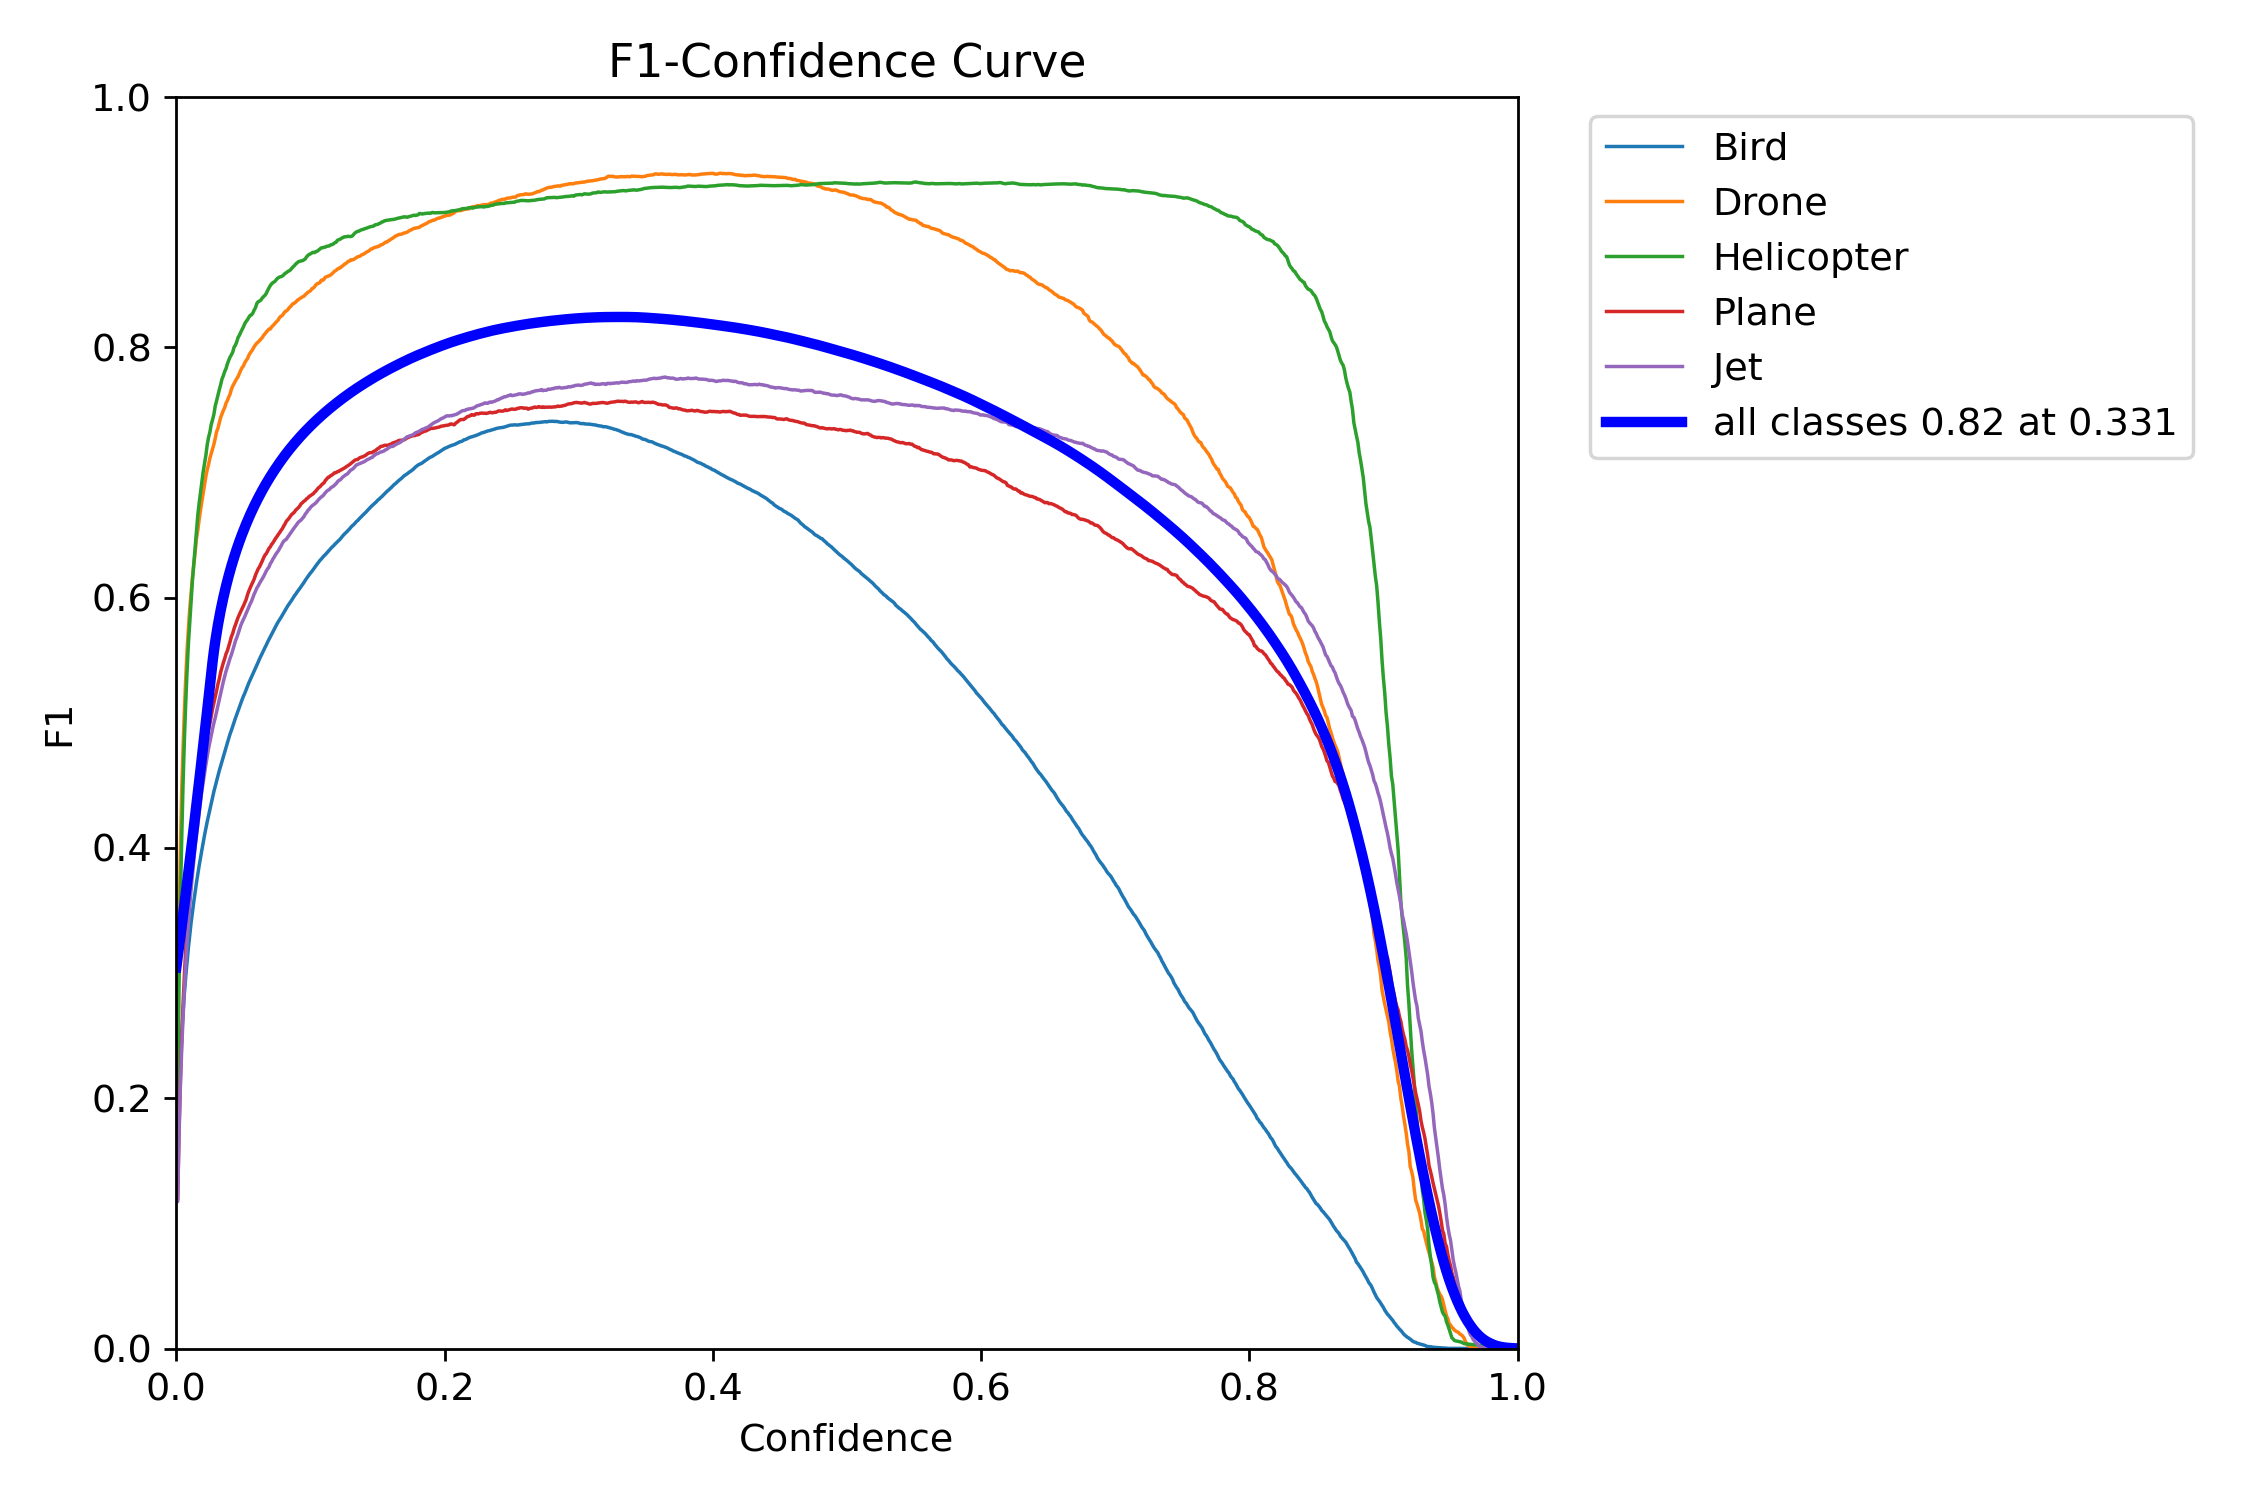 F1-Confidence Curve
1.0
0.8
0.6
0.4
0.2
0.0
F1
0.0 0.2 0.4 0.6 0.8 1.0
Confidence
Bird
Drone
Helicopter
Plane
Jet
all classes 0.82 at 0.331